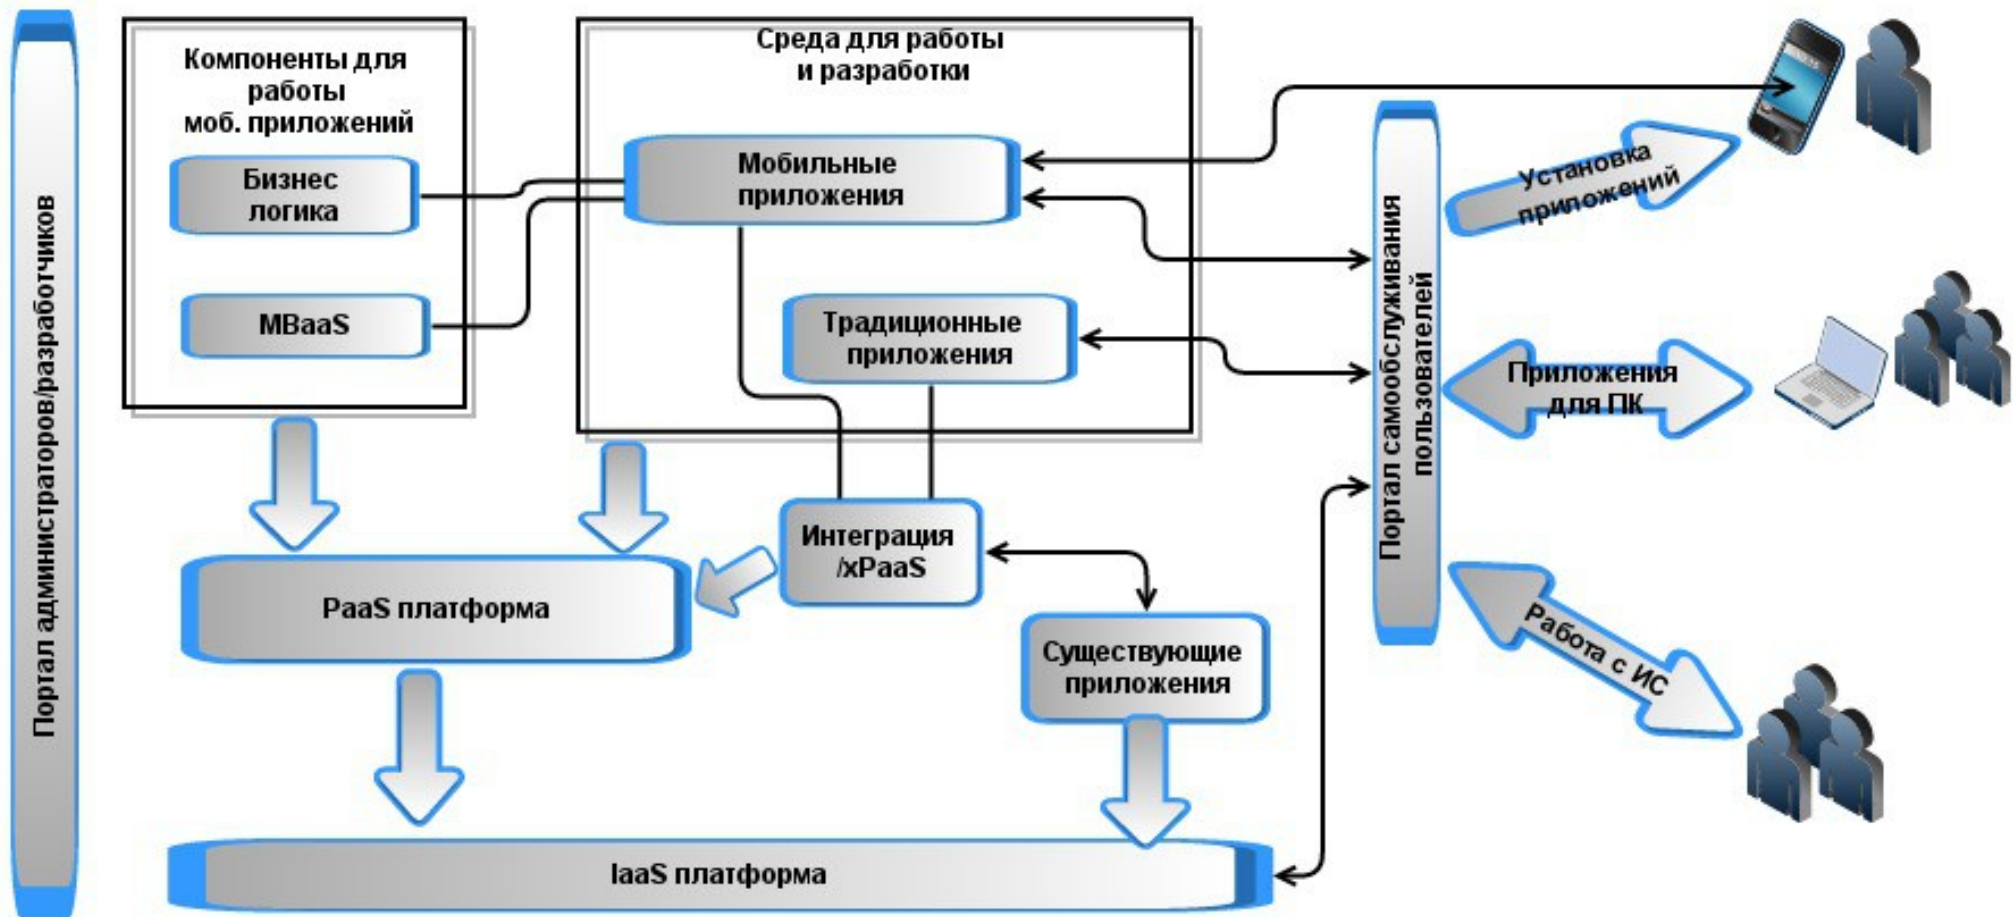 Портал администраторов/разработчиков
Компоненты для
работы
моб. приложений
Бизнес
логика
MBaaS
Среда для работы
и разработки
Мобильные
приложения
Традиционные
приложения
Интеграция
/xPaaS
PaaS платформа
Существующие
приложения
IaaS платформа
Портал самообслуживания
пользователей
Установка
приложений
Приложения
для ПК
Работа с ИС